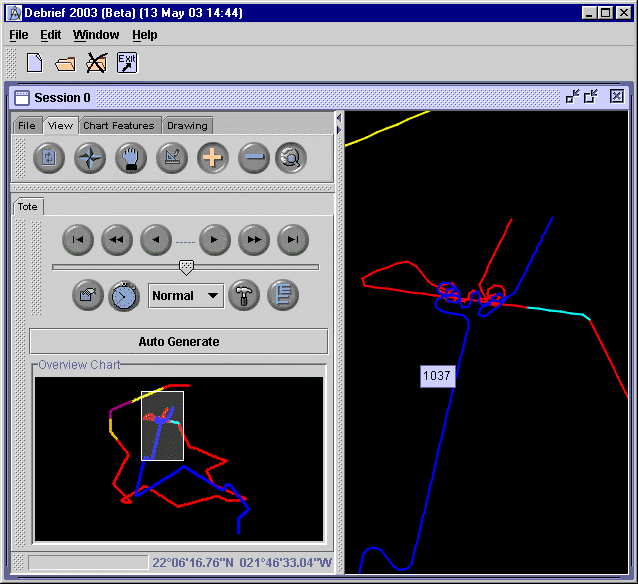 Debrief 2003 (Beta) (13 May 03 14:44)
File Edit Window Help
Exit
Session 0
File View Chart Features Drawing
Tote
Normal
Auto Generate
Overview Chart
1037
22°06'16.76"N 021°46'33.04"W